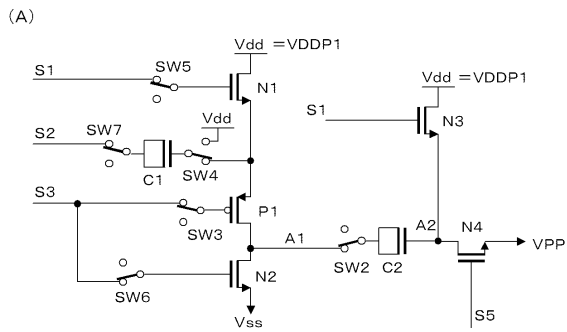 (A)
Vdd =VDDP1
S1
SW5
N1
Vdd =VDDP1
S1
N3
S2
SW7
Vdd
C1
SW4
S3
P1
SW3
A1
A2
N4
SW2
C2
VPP
N2
SW6
Vss
S5